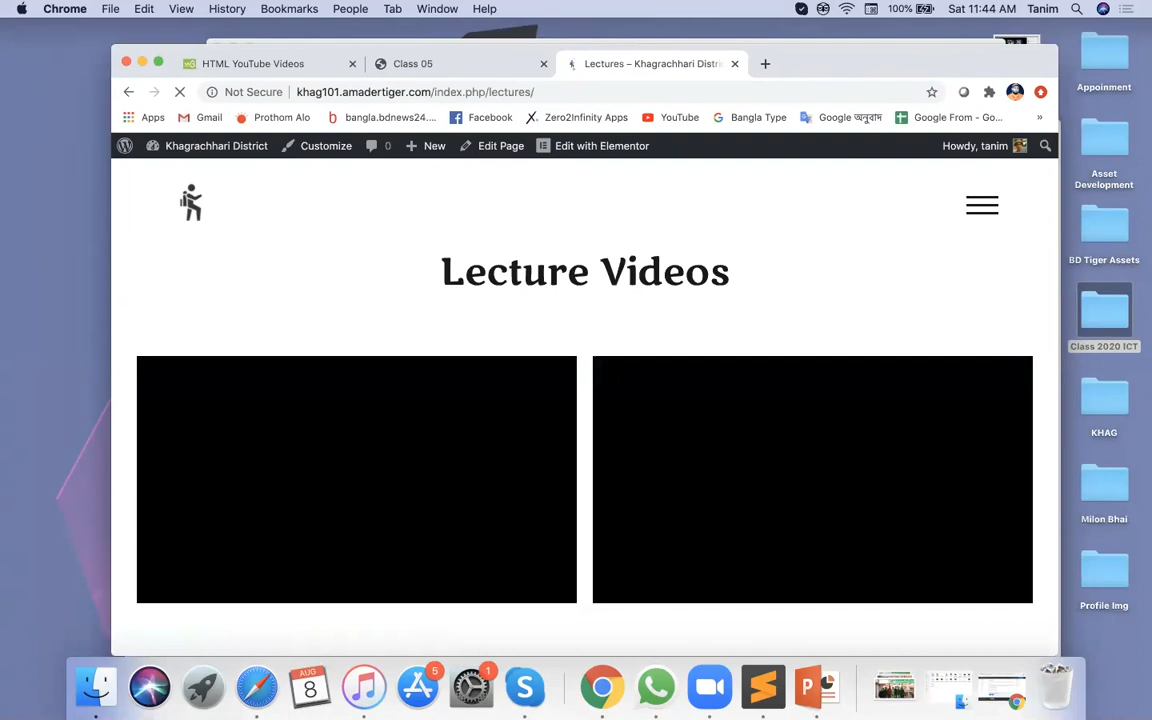 Chrome File Edit View History Bookmarks People Tab Window Help 100% Sat 11:44 AM Tanim
HTML YouTube Videos Class 05 Lectures – Khagrachhari Distri
Not Secure khag101.amadertiger.com/index.php/lectures/
Apps Gmail Prothom Alo bangla.bdnews24.... Facebook Zero2Infinity Apps YouTube Bangla Type Google অনুবাদ Google From - Go... »
Khagrachhari District Customize 0 New Edit Page Edit with Elementor Howdy, tanim
Lecture Videos
Appoinment
Asset Development
BD Tiger Assets
Class 2020 ICT
KHAG
Milon Bhai
Profile Img
AUG
8
5
1